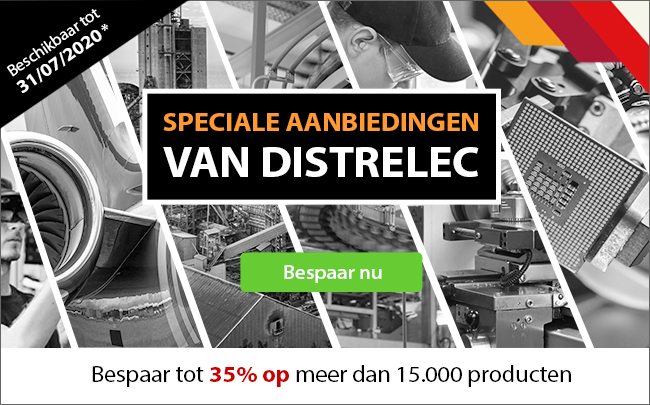 Beschikbaar tot
31/07/2020*
SPECIALE AANBIEDINGEN
VAN DISTRELEC
Bespaar nu
Bespaar tot 35% op meer dan 15.000 producten